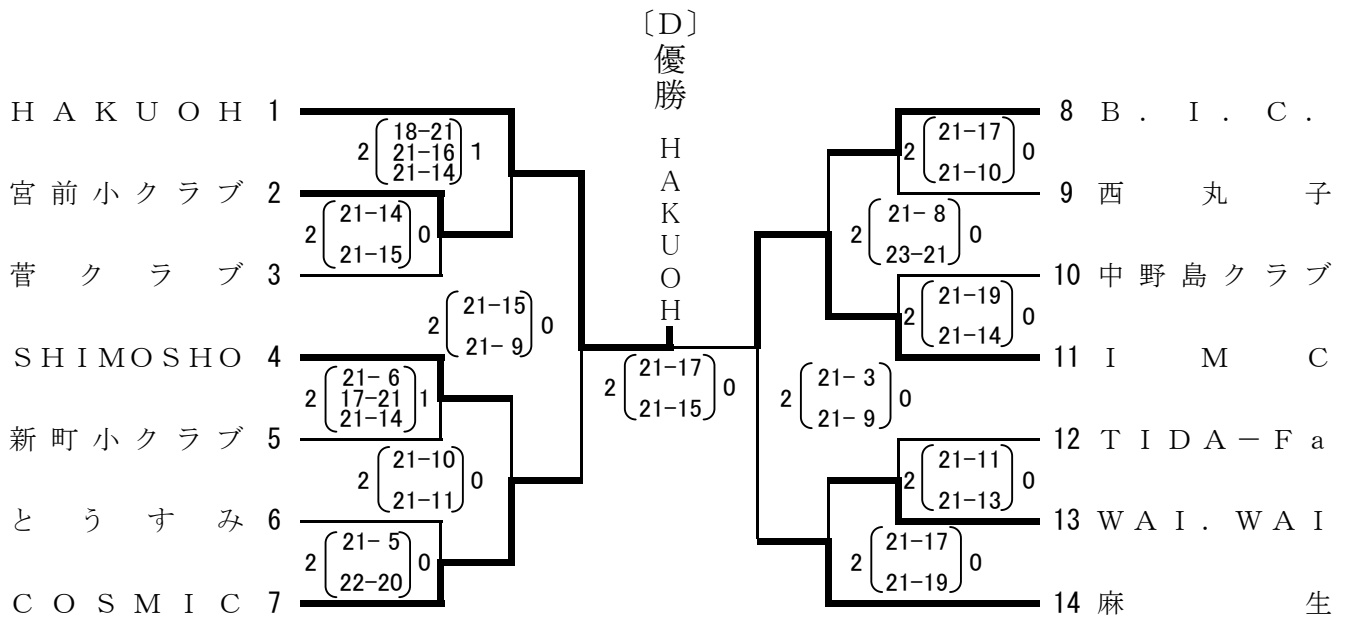 〔D〕
優勝 HAKUOH
HAKUOH 1
宮前小クラブ 2
菅クラブ 3
SHIMOSHO 4
新町小クラブ 5
とうすみ 6
COSMIC 7
2 18-21 1
21-16
21-14
2 21-14 0
21-15
2 21-15 0
21- 9
2 21- 6 1
17-21
21-14
2 21-10 0
21-11
2 21- 5 0
22-20
2 21-17 0
21-15
8 B.I.C.
9 西丸子
10 中野島クラブ
11 IMC
12 TIDA－Fa
13 WAI.WAI
14 麻生
2 21-17 0
21-10
2 21- 8 0
23-21
2 21-19 0
21-14
2 21- 3 0
21- 9
2 21-11 0
21-13
2 21-17 0
21-19